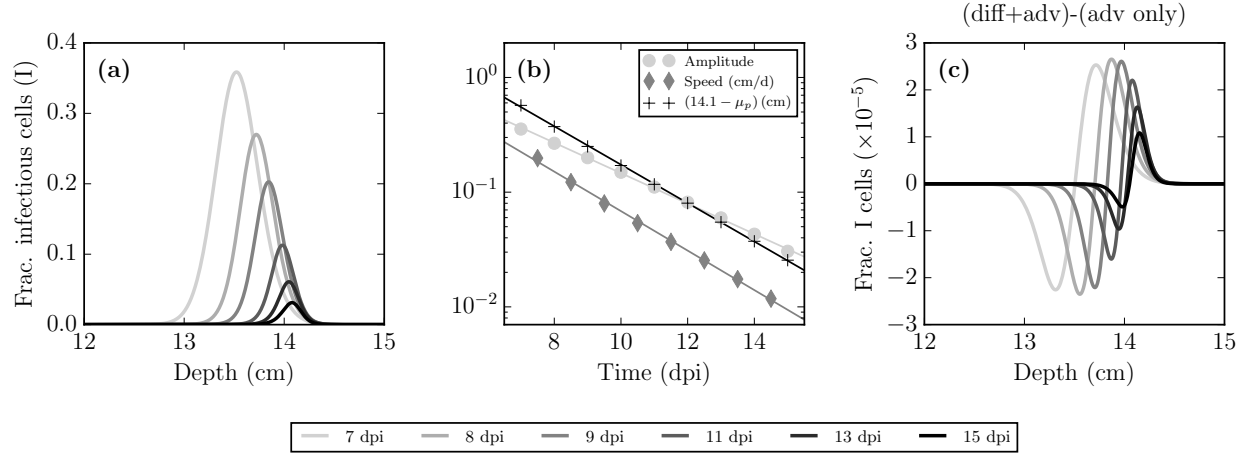 (diff+adv)-(adv only)
(a)
0.4
0.3
0.2
0.1
0.0
Frac. infectious cells (I)
12 13 14 15
Depth (cm)
(b)
Amplitude
Speed (cm/d)
(14.1 − μₚ) (cm)
10⁰
10⁻¹
10⁻²
8 10 12 14
Time (dpi)
(c)
3
2
1
0
−1
−2
−3
Frac. I cells (×10⁻⁵)
12 13 14 15
Depth (cm)
7 dpi 8 dpi 9 dpi 11 dpi 13 dpi 15 dpi